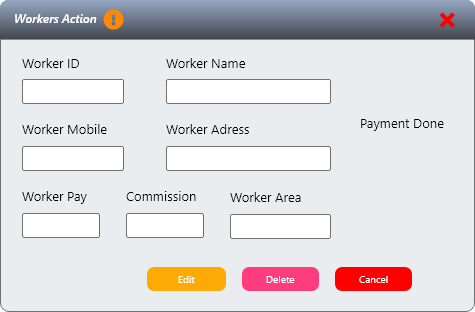 Workers Action
Worker ID
Worker Name
Worker Mobile
Worker Adress
Payment Done
Worker Pay
Commission
Worker Area
Edit
Delete
Cancel